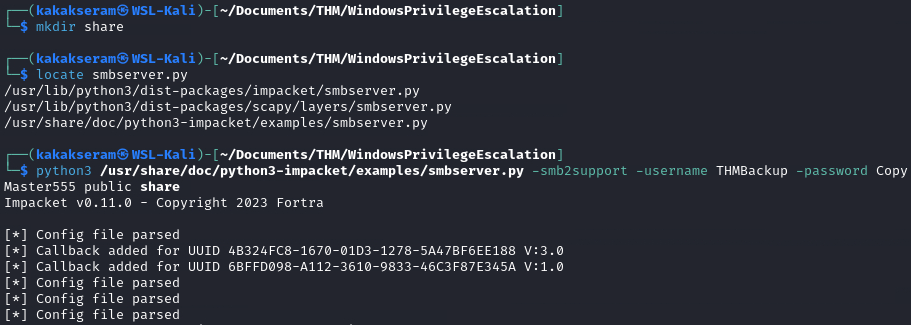 ┌──(kakakseram㉿WSL-Kali)-[~/Documents/THM/WindowsPrivilegeEscalation]
└─$ mkdir share
┌──(kakakseram㉿WSL-Kali)-[~/Documents/THM/WindowsPrivilegeEscalation]
└─$ locate smbserver.py
/usr/lib/python3/dist-packages/impacket/smbserver.py
/usr/lib/python3/dist-packages/scapy/layers/smbserver.py
/usr/share/doc/python3-impacket/examples/smbserver.py
┌──(kakakseram㉿WSL-Kali)-[~/Documents/THM/WindowsPrivilegeEscalation]
└─$ python3 /usr/share/doc/python3-impacket/examples/smbserver.py -smb2support -username THMBackup -password Copy
Master555 public share
Impacket v0.11.0 - Copyright 2023 Fortra
[*] Config file parsed
[*] Callback added for UUID 4B324FC8-1670-01D3-1278-5A47BF6EE188 V:3.0
[*] Callback added for UUID 6BFFD098-A112-3610-9833-46C3F87E345A V:1.0
[*] Config file parsed
[*] Config file parsed
[*] Config file parsed